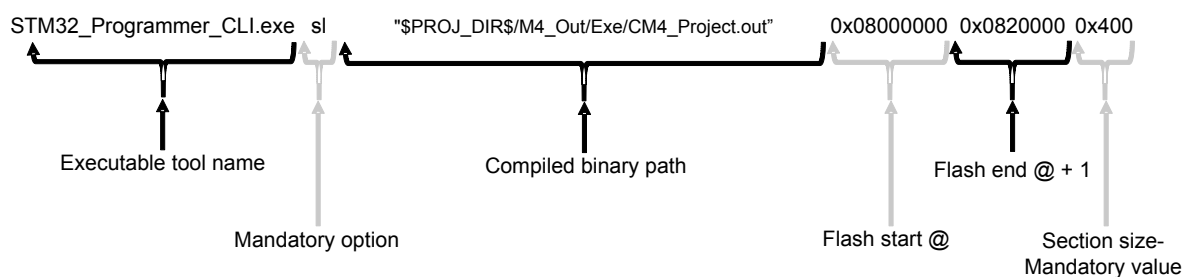 STM32_Programmer_CLI.exe sl "$PROJ_DIR$/M4_Out/Exe/CM4_Project.out” 0x08000000 0x0820000 0x400
Executable tool name
Compiled binary path
Flash end @ + 1
Mandatory option
Flash start @
Section size-
Mandatory value